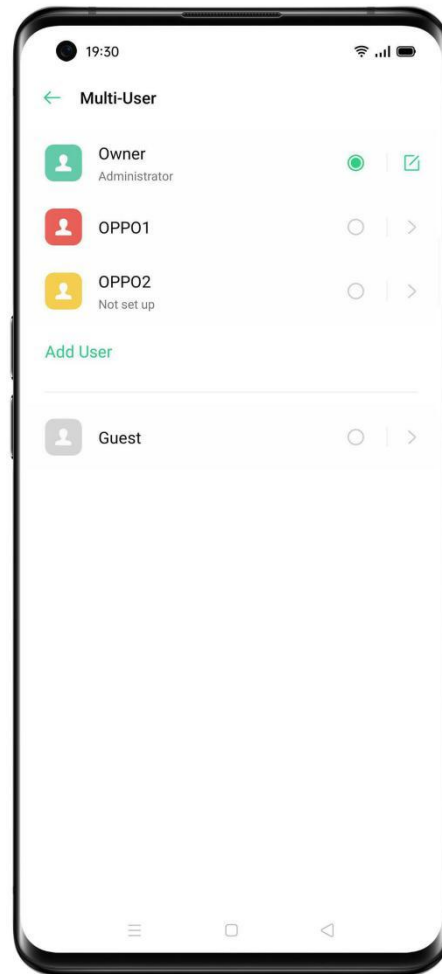 19:30
Multi-User
Owner
Administrator
OPPO1
OPPO2
Not set up
Add User
Guest